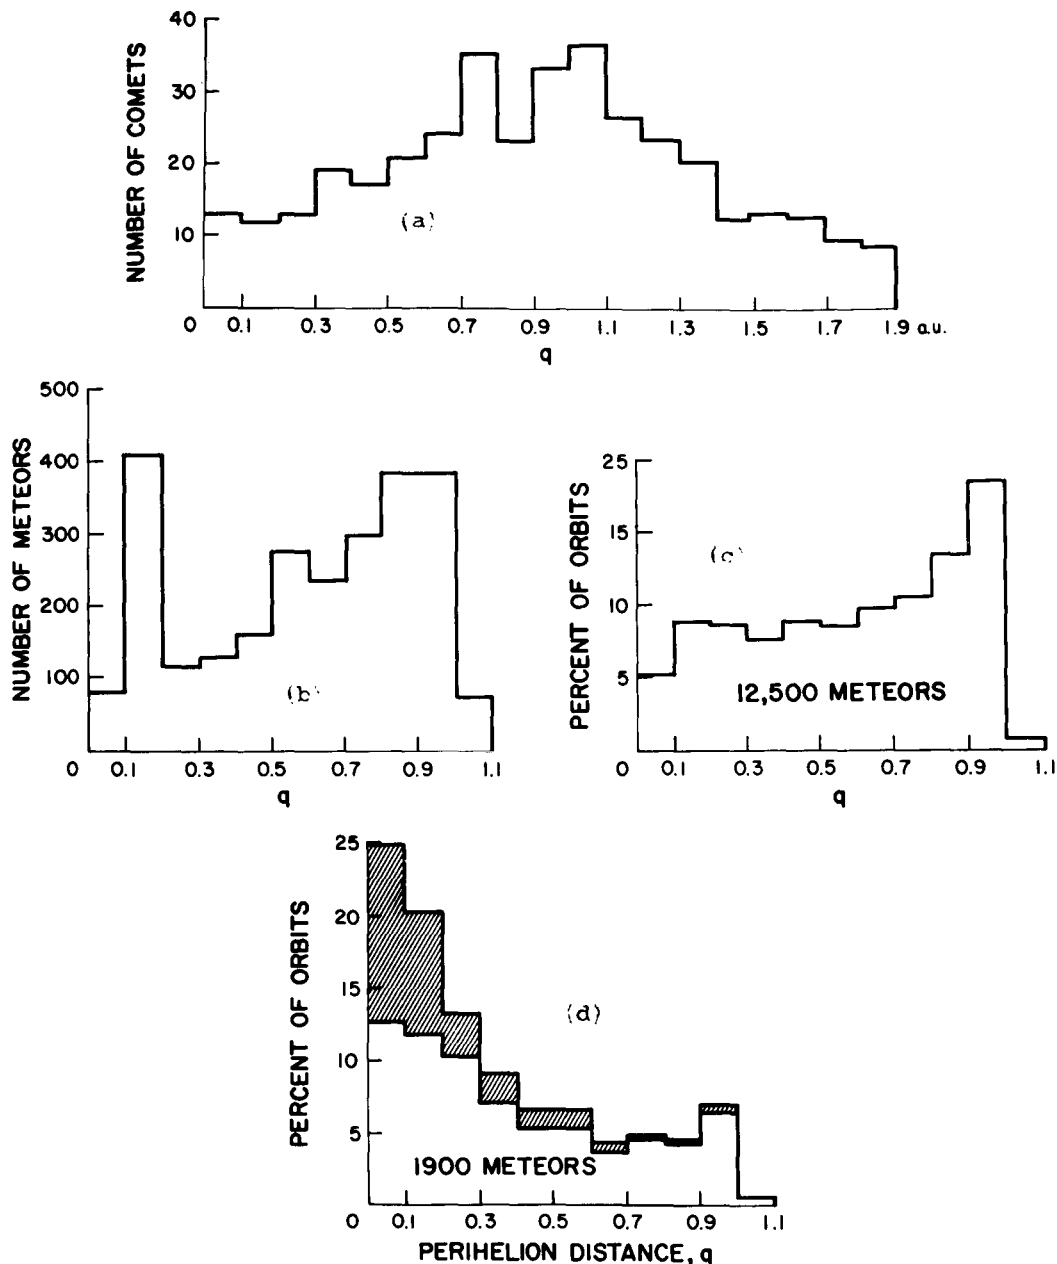 40
30
20
10
NUMBER OF COMETS
(a)
0 0.1 0.3 0.5 0.7 0.9 1.1 1.3 1.5 1.7 1.9 a.u.
q
500
400
300
200
100
NUMBER OF METEORS
(b)
0 0.1 0.3 0.5 0.7 0.9 1.1
q
25
15
10
5
PERCENT OF ORBITS
(c)
12,500 METEORS
0 0.1 0.3 0.5 0.7 0.9 1.1
q
25
20
15
10
5
PERCENT OF ORBITS
(d)
1900 METEORS
0 0.1 0.3 0.5 0.7 0.9 1.1
PERIHELION DISTANCE, q